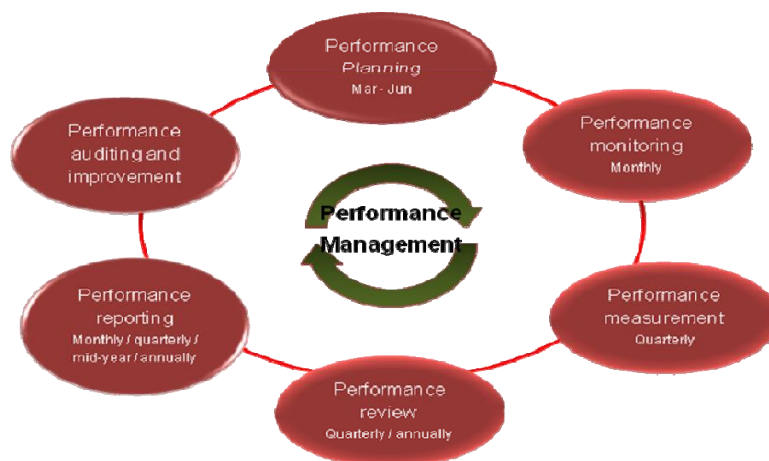 Performance
Planning
Mar - Jun
Performance
monitoring
Monthly
Performance
measurement
Quarterly
Performance
review
Quarterly / annually
Performance
reporting
Monthly / quarterly /
mid-year / annually
Performance
auditing and
improvement
Performance
Management